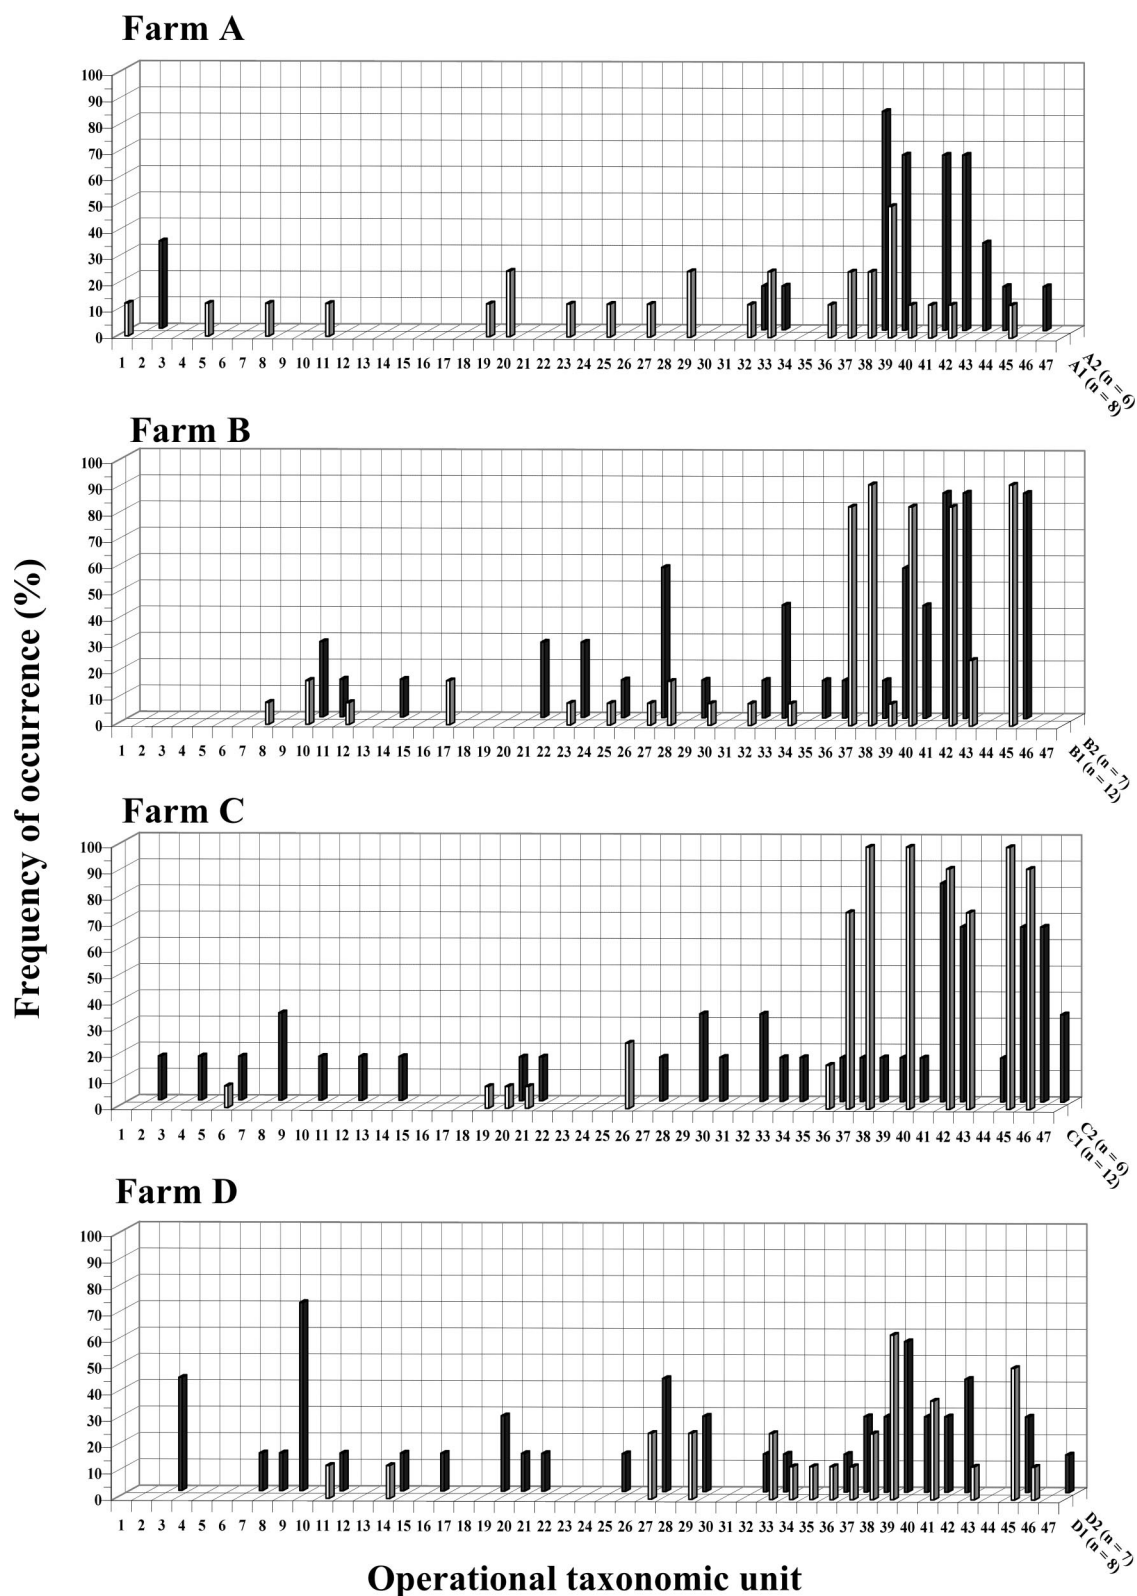 Farm A
100
90
80
70
60
50
40
30
20
10
0
1 2 3 4 5 6 7 8 9 10 11 12 13 14 15 16 17 18 19 20 21 22 23 24 25 26 27 28 29 30 31 32 33 34 35 36 37 38 39 40 41 42 43 44 45 46 47
A2 (n = 6)
A1 (n = 8)
Farm B
100
90
80
70
60
50
40
30
20
10
0
1 2 3 4 5 6 7 8 9 10 11 12 13 14 15 16 17 18 19 20 21 22 23 24 25 26 27 28 29 30 31 32 33 34 35 36 37 38 39 40 41 42 43 44 45 46 47
B2 (n = 7)
B1 (n = 12)
Frequency of occurrence (%)
Farm C
100
90
80
70
60
50
40
30
20
10
0
1 2 3 4 5 6 7 8 9 10 11 12 13 14 15 16 17 18 19 20 21 22 23 24 25 26 27 28 29 30 31 32 33 34 35 36 37 38 39 40 41 42 43 44 45 46 47
C2 (n = 6)
C1 (n = 12)
Farm D
100
90
80
70
60
50
40
30
20
10
0
1 2 3 4 5 6 7 8 9 10 11 12 13 14 15 16 17 18 19 20 21 22 23 24 25 26 27 28 29 30 31 32 33 34 35 36 37 38 39 40 41 42 43 44 45 46 47
D2 (n = 7)
D1 (n = 8)
Operational taxonomic unit